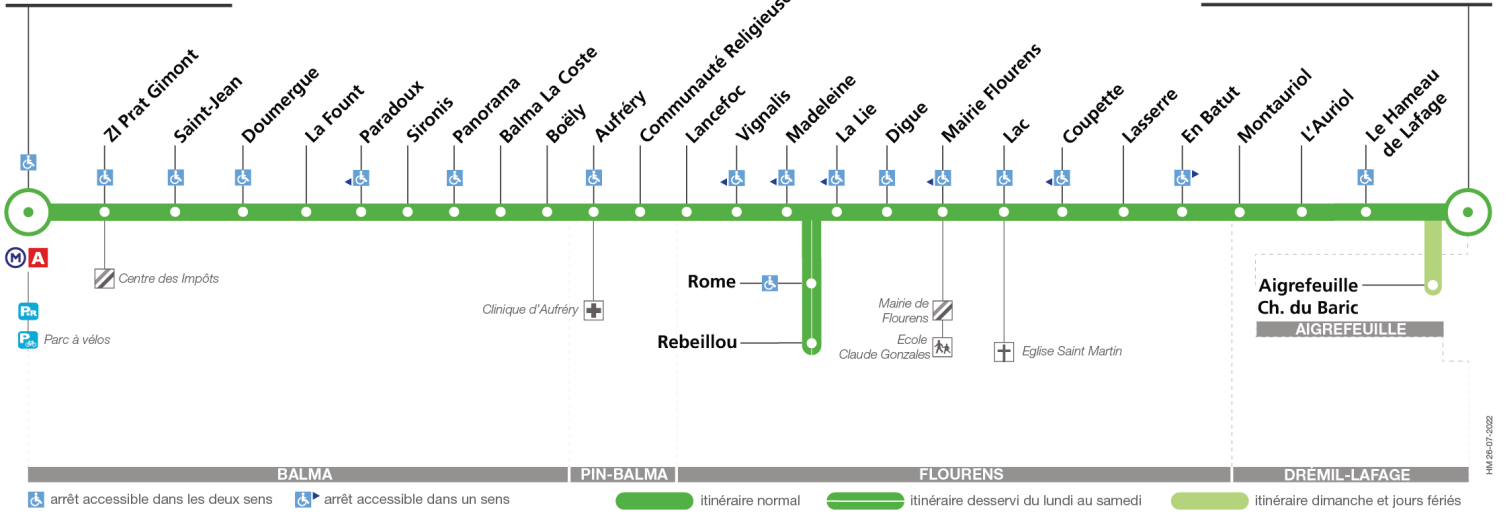 ZI Prat Gimont
Saint-Jean
Doumergue
La Fount
Paradoux
Sironis
Panorama
Balma La Coste
Boëly
Aufréry
Communauté Religieuse
Lancefoc
Vignalis
Madeleine
La Lie
Digue
Mairie Flourens
Lac
Coupette
Lasserre
En Batut
Montauriol
L'Auriol
Le Hameau
de Lafage
M A
Centre des Impôts
P+R
P
Parc à vélos
Clinique d'Aufréry
Rome
Rebeillou
Mairie de
Flourens
Ecole
Claude Gonzales
Eglise Saint Martin
Aigrefeuille
Ch. du Baric
AIGREFEUILLE
HM 26-07-2022
BALMA
PIN-BALMA
FLOURENS
DRÉMIL-LAFAGE
arrêt accessible dans les deux sens
arrêt accessible dans un sens
itinéraire normal
itinéraire desservi du lundi au samedi
itinéraire dimanche et jours fériés